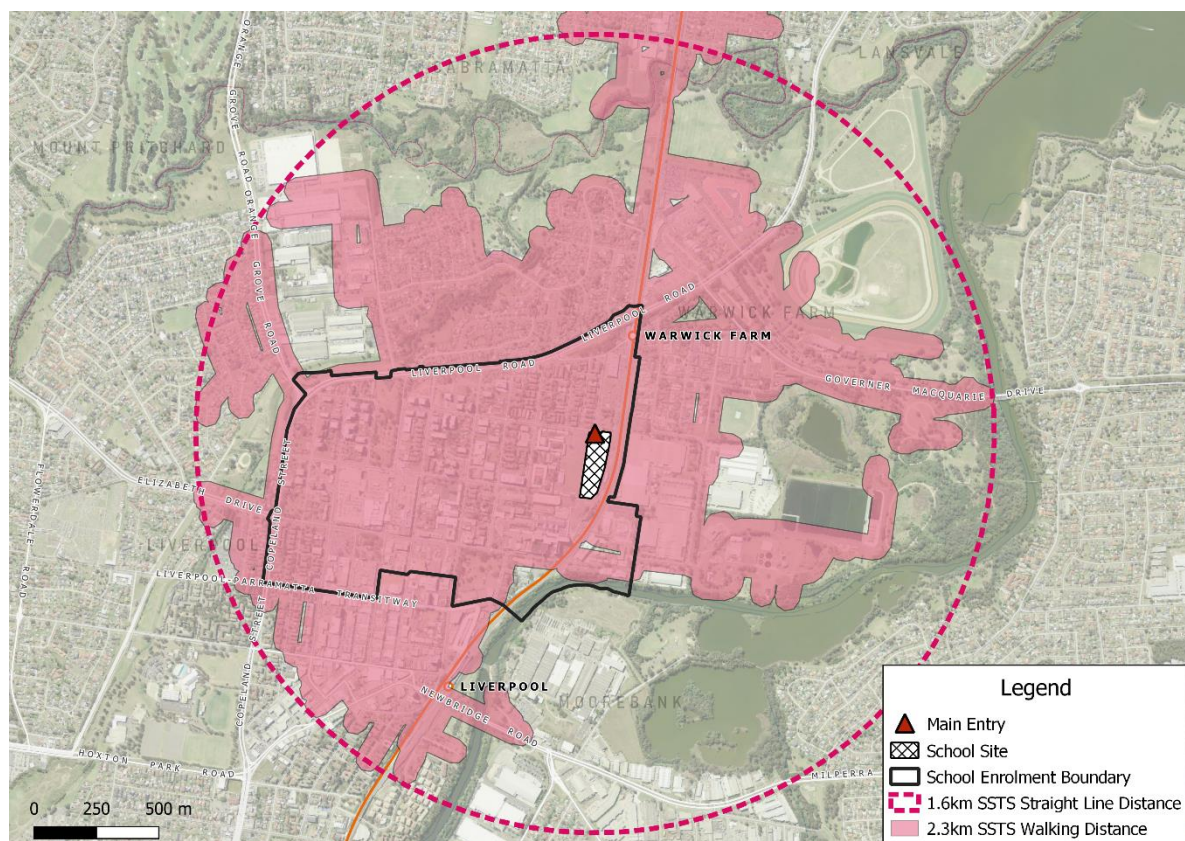 LANSVALE
CABRAMATTA
ORANGE GROVE ROAD
ORANGE GROVE ROAD
MOUNT PRITCHARD
LIVERPOOL ROAD
WARWICK FARM
WARWICK FARM
LIVERPOOL ROAD
GOVERNER MACQUARIE DRIVE
COPELAND STREET
ELIZABETH DRIVE
FLOWERDALE ROAD
LIVERPOOL
LIVERPOOL-PARRAMATTA TRANSITWAY
COPELAND STREET
LIVERPOOL
NEWBRIDGE ROAD
MOOREBANK
HOXTON PARK ROAD
MILPERRA
0 250 500 m
Legend
Main Entry
School Site
School Enrolment Boundary
1.6km SSTS Straight Line Distance
2.3km SSTS Walking Distance